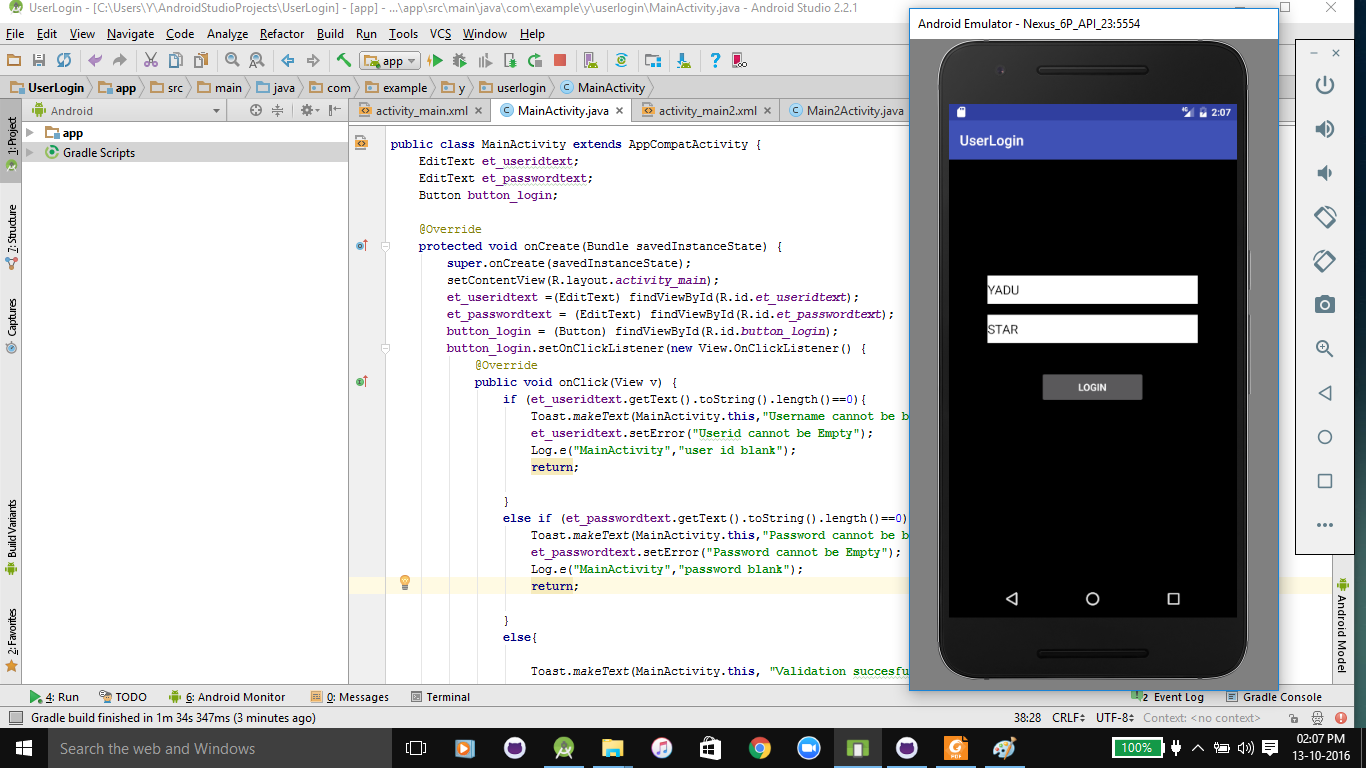 UserLogin - [C:\Users\Y\AndroidStudioProjects\UserLogin] - [app] - ...\app\src\main\java\com\example\y\userlogin\MainActivity.java - Android Studio 2.2.1
File Edit View Navigate Code Analyze Refactor Build Run Tools VCS Window Help
app
UserLogin app src main java com example y userlogin MainActivity
Android
activity_main.xml MainActivity.java activity_main2.xml Main2Activity.java
1: Project
7: Structure
Captures
Build Variants
2: Favorites
app
Gradle Scripts
public class MainActivity extends AppCompatActivity {
EditText et_useridtext;
EditText et_passwordtext;
Button button_login;
@Override
protected void onCreate(Bundle savedInstanceState) {
super.onCreate(savedInstanceState);
setContentView(R.layout.activity_main);
et_useridtext =(EditText) findViewById(R.id.et_useridtext);
et_passwordtext = (EditText) findViewById(R.id.et_passwordtext);
button_login = (Button) findViewById(R.id.button_login);
button_login.setOnClickListener(new View.OnClickListener() {
@Override
public void onClick(View v) {
if (et_useridtext.getText().toString().length()==0){
Toast.makeText(MainActivity.this,"Username cannot be b
et_useridtext.setError("Userid cannot be Empty");
Log.e("MainActivity","user id blank");
return;
}
else if (et_passwordtext.getText().toString().length()==0)
Toast.makeText(MainActivity.this,"Password cannot be b
et_passwordtext.setError("Password cannot be Empty");
Log.e("MainActivity","password blank");
return;
}
else{
Toast.makeText(MainActivity.this, "Validation succesfu
Android Emulator - Nexus_6P_API_23:5554
4G 2:07
UserLogin
YADU
STAR
LOGIN
Android Model
4: Run TODO 6: Android Monitor 0: Messages Terminal 2 Event Log Gradle Console
Gradle build finished in 1m 34s 347ms (3 minutes ago) 38:28 CRLF UTF-8 Context: <no context>
Search the web and Windows
100%
02:07 PM
13-10-2016
PDF